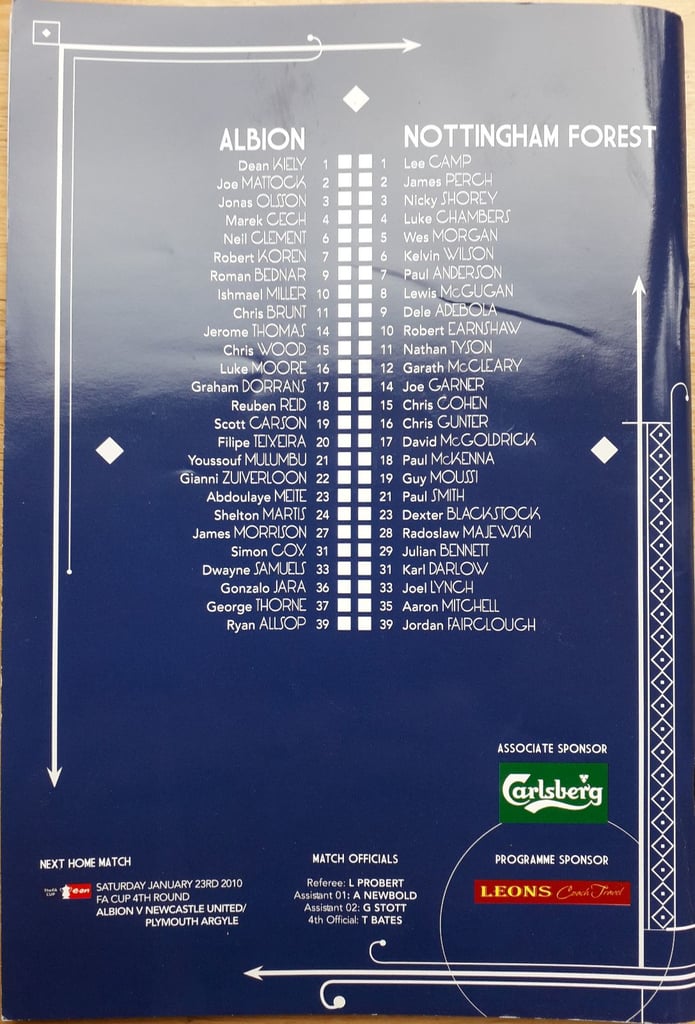 ALBION
Dean KIELY 1
Joe MATTOCK 2
Jonas OLSSON 3
Marek CECH 4
Neil CLEMENT 6
Robert KOREN 7
Roman BEDNAR 9
Ishmael MILLER 10
Chris BRUNT 11
Jerome THOMAS 14
Chris WOOD 15
Luke MOORE 16
Graham DORRANS 17
Reuben REID 18
Scott CARSON 19
Filipe TEIXEIRA 20
Youssouf MULUMBU 21
Gianni ZUIVERLOON 22
Abdoulaye MEITE 23
Shelton MARTIS 24
James MORRISON 27
Simon COX 31
Dwayne SAMUELS 33
Gonzalo JARA 36
George THORNE 37
Ryan ALLSOP 39
NOTTINGHAM FOREST
1 Lee CAMP
2 James PERCH
3 Nicky SHOREY
4 Luke CHAMBERS
5 Wes MORGAN
6 Kelvin WILSON
7 Paul ANDERSON
8 Lewis McGUGAN
9 Dele ADEBOLA
10 Robert EARNSHAW
11 Nathan TYSON
12 Garath McCLEARY
14 Joe GARNER
15 Chris COHEN
16 Chris GUNTER
17 David McGOLDRICK
18 Paul McKENNA
19 Guy MOUSSI
21 Paul SMITH
23 Dexter BLACKSTOCK
28 Radoslaw MAJEWSKI
29 Julian BENNETT
31 Karl DARLOW
33 Joel LYNCH
35 Aaron MITCHELL
39 Jordan FAIRCLOUGH
ASSOCIATE SPONSOR
Carlsberg
NEXT HOME MATCH
The FA CUP e·on
SATURDAY JANUARY 23RD 2010
FA CUP 4TH ROUND
ALBION V NEWCASTLE UNITED/
PLYMOUTH ARGYLE
MATCH OFFICIALS
Referee: L PROBERT
Assistant 01: A NEWBOLD
Assistant 02: G STOTT
4th Official: T BATES
PROGRAMME SPONSOR
LEONS Coach Travel